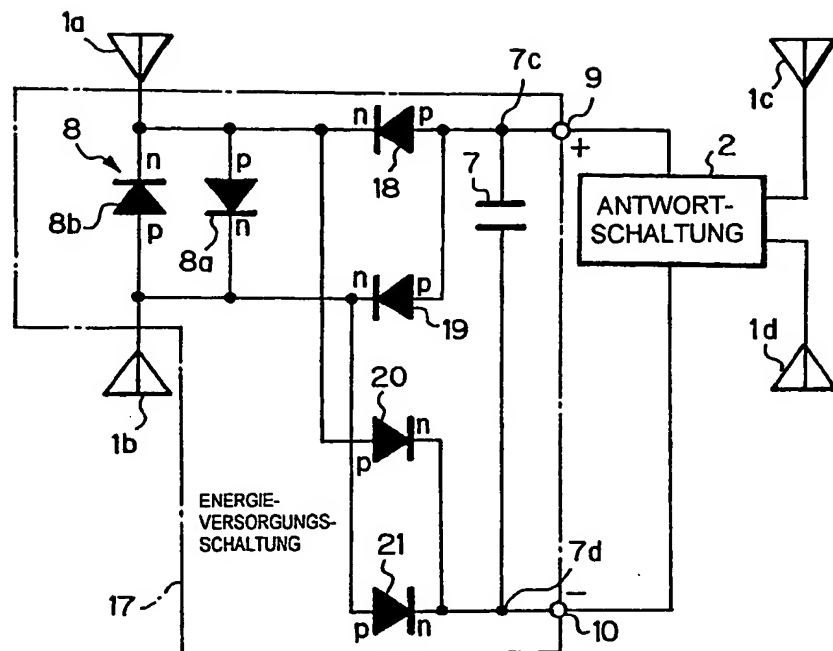 1a
1c
7c
9
n
p
8
n
p
18
+
2
7
8b
p
n
8a
ANTWORT-
SCHALTUNG
n
p
19
1d
20
1b
p
n
ENERGIE-
VERSORGUNGS-
SCHALTUNG
21
7d
−
17
p
n
10